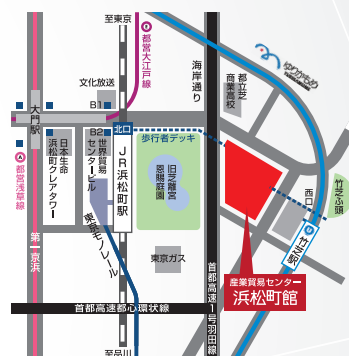 至東京
都営大江戸線
文化放送
海岸通り
都立芝
商業高校
ゆりかもめ
大門駅
B1
B2
北口
歩行者デッキ
日本生命
浜松町クレアタワー
世界貿易
センタービル
JR浜松町駅
旧芝離宮
恩賜庭園
都営浅草線
西口
竹芝ふ頭
竹芝駅
第一京浜
東京モノレール
東京ガス
首都高速1号羽田線
産業貿易センター
浜松町館
首都高速都心環状線
至品川